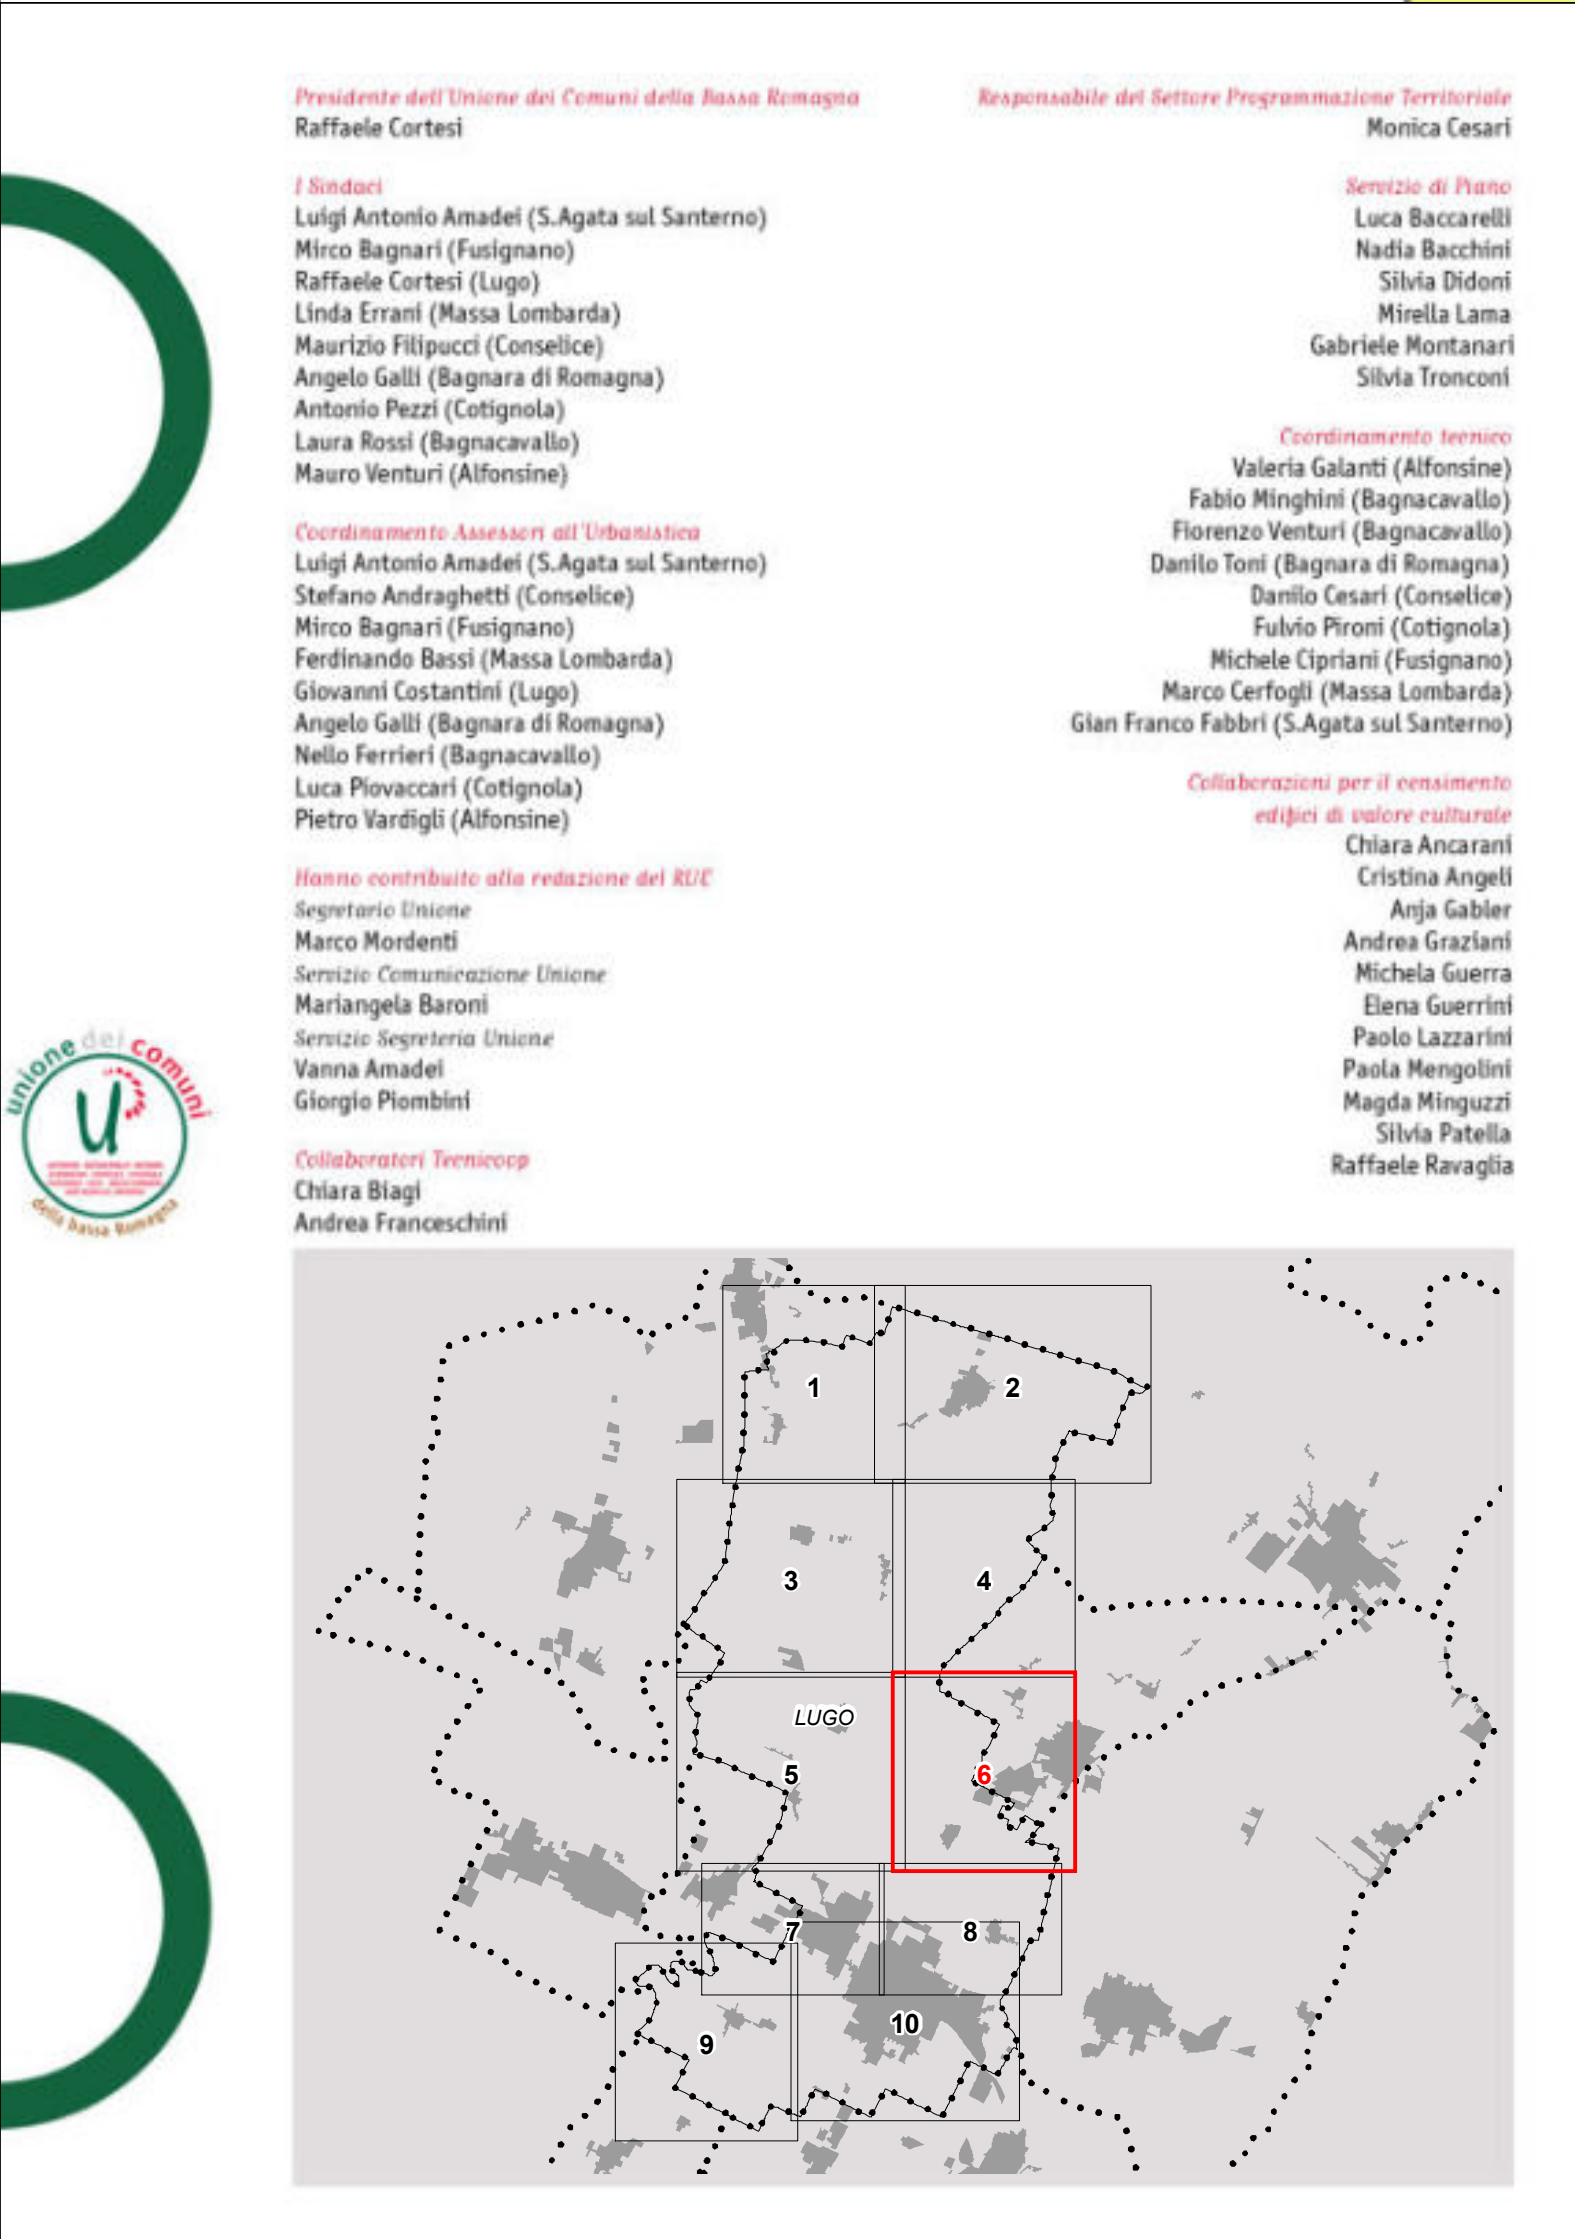 Presidente dell'Unione dei Comuni della Bassa Romagna
Raffaele Cortesi
I Sindaci
Luigi Antonio Amadei (S.Agata sul Santerno)
Mirco Bagnari (Fusignano)
Raffaele Cortesi (Lugo)
Linda Errani (Massa Lombarda)
Maurizio Filipucci (Conselice)
Angelo Galli (Bagnara di Romagna)
Antonio Pezzi (Cotignola)
Laura Rossi (Bagnacavallo)
Mauro Venturi (Alfonsine)
Coordinamento Assessori all'Urbanistica
Luigi Antonio Amadei (S.Agata sul Santerno)
Stefano Andraghetti (Conselice)
Mirco Bagnari (Fusignano)
Ferdinando Bassi (Massa Lombarda)
Giovanni Costantini (Lugo)
Angelo Galli (Bagnara di Romagna)
Nello Ferrieri (Bagnacavallo)
Luca Piovaccari (Cotignola)
Pietro Vardigli (Alfonsine)
Hanno contribuito alla redazione del RUE
Segretario Unione
Marco Mordenti
Servizio Comunicazione Unione
Mariangela Baroni
Servizio Segreteria Unione
Vanna Amadei
Giorgio Piombini
Collaboratori Tecnicoop
Chiara Biagi
Andrea Franceschini
Responsabile del Settore Programmazione Territoriale
Monica Cesari
Servizio di Piano
Luca Baccarelli
Nadia Bacchini
Silvia Didoni
Mirella Lama
Gabriele Montanari
Silvia Tronconi
Coordinamento tecnico
Valeria Galanti (Alfonsine)
Fabio Minghini (Bagnacavallo)
Fiorenzo Venturi (Bagnacavallo)
Danilo Toni (Bagnara di Romagna)
Danilo Cesari (Conselice)
Fulvio Pironi (Cotignola)
Michele Cipriani (Fusignano)
Marco Cerfogli (Massa Lombarda)
Gian Franco Fabbri (S.Agata sul Santerno)
Collaborazioni per il censimento
edifici di valore culturale
Chiara Ancarani
Cristina Angeli
Anja Gabler
Andrea Graziani
Michela Guerra
Elena Guerrini
Paolo Lazzarini
Paola Mengolini
Magda Minguzzi
Silvia Patella
Raffaele Ravaglia
unione dei comuni
U
della bassa Romagna
1
2
3
4
LUGO
5
6
7
8
9
10